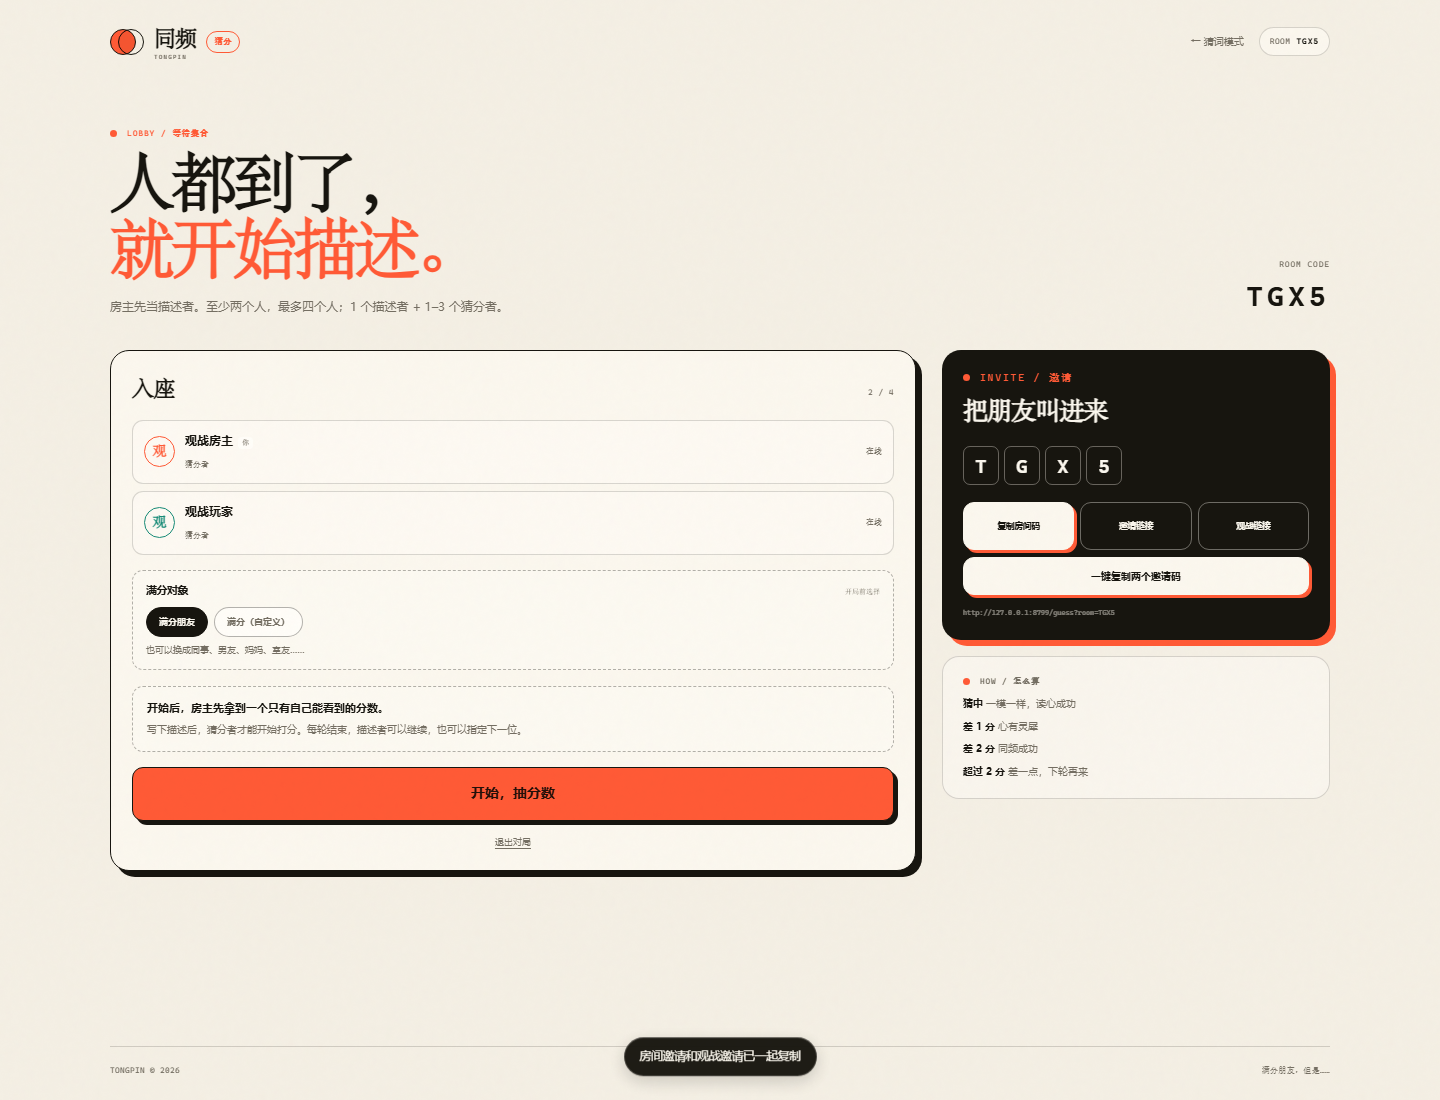 同频
TONGPIN
猜分
← 猜词模式
ROOM TGX5
LOBBY / 等待集合
人都到了，
就开始描述。
房主先当描述者。至少两个人，最多四个人；1 个描述者 + 1–3 个猜分者。
ROOM CODE
TGX5
入座
2 / 4
观
观战房主 你
猜分者
在线
观
观战玩家
猜分者
在线
满分对象
开局前选择
满分朋友
满分（自定义）
也可以换成同事、男友、妈妈、室友……
开始后，房主先拿到一个只有自己能看到的分数。
写下描述后，猜分者才能开始打分。每轮结束，描述者可以继续，也可以指定下一位。
开始，抽分数
退出对局
INVITE / 邀请
把朋友叫进来
T G X 5
复制房间码
邀请链接
观战链接
一键复制两个邀请码
http://127.0.0.1:8799/guess?room=TGX5
HOW / 怎么算
猜中 一模一样，读心成功
差 1 分 心有灵犀
差 2 分 同频成功
超过 2 分 差一点，下轮再来
房间邀请和观战邀请已一起复制
TONGPIN © 2026
满分朋友，但是……